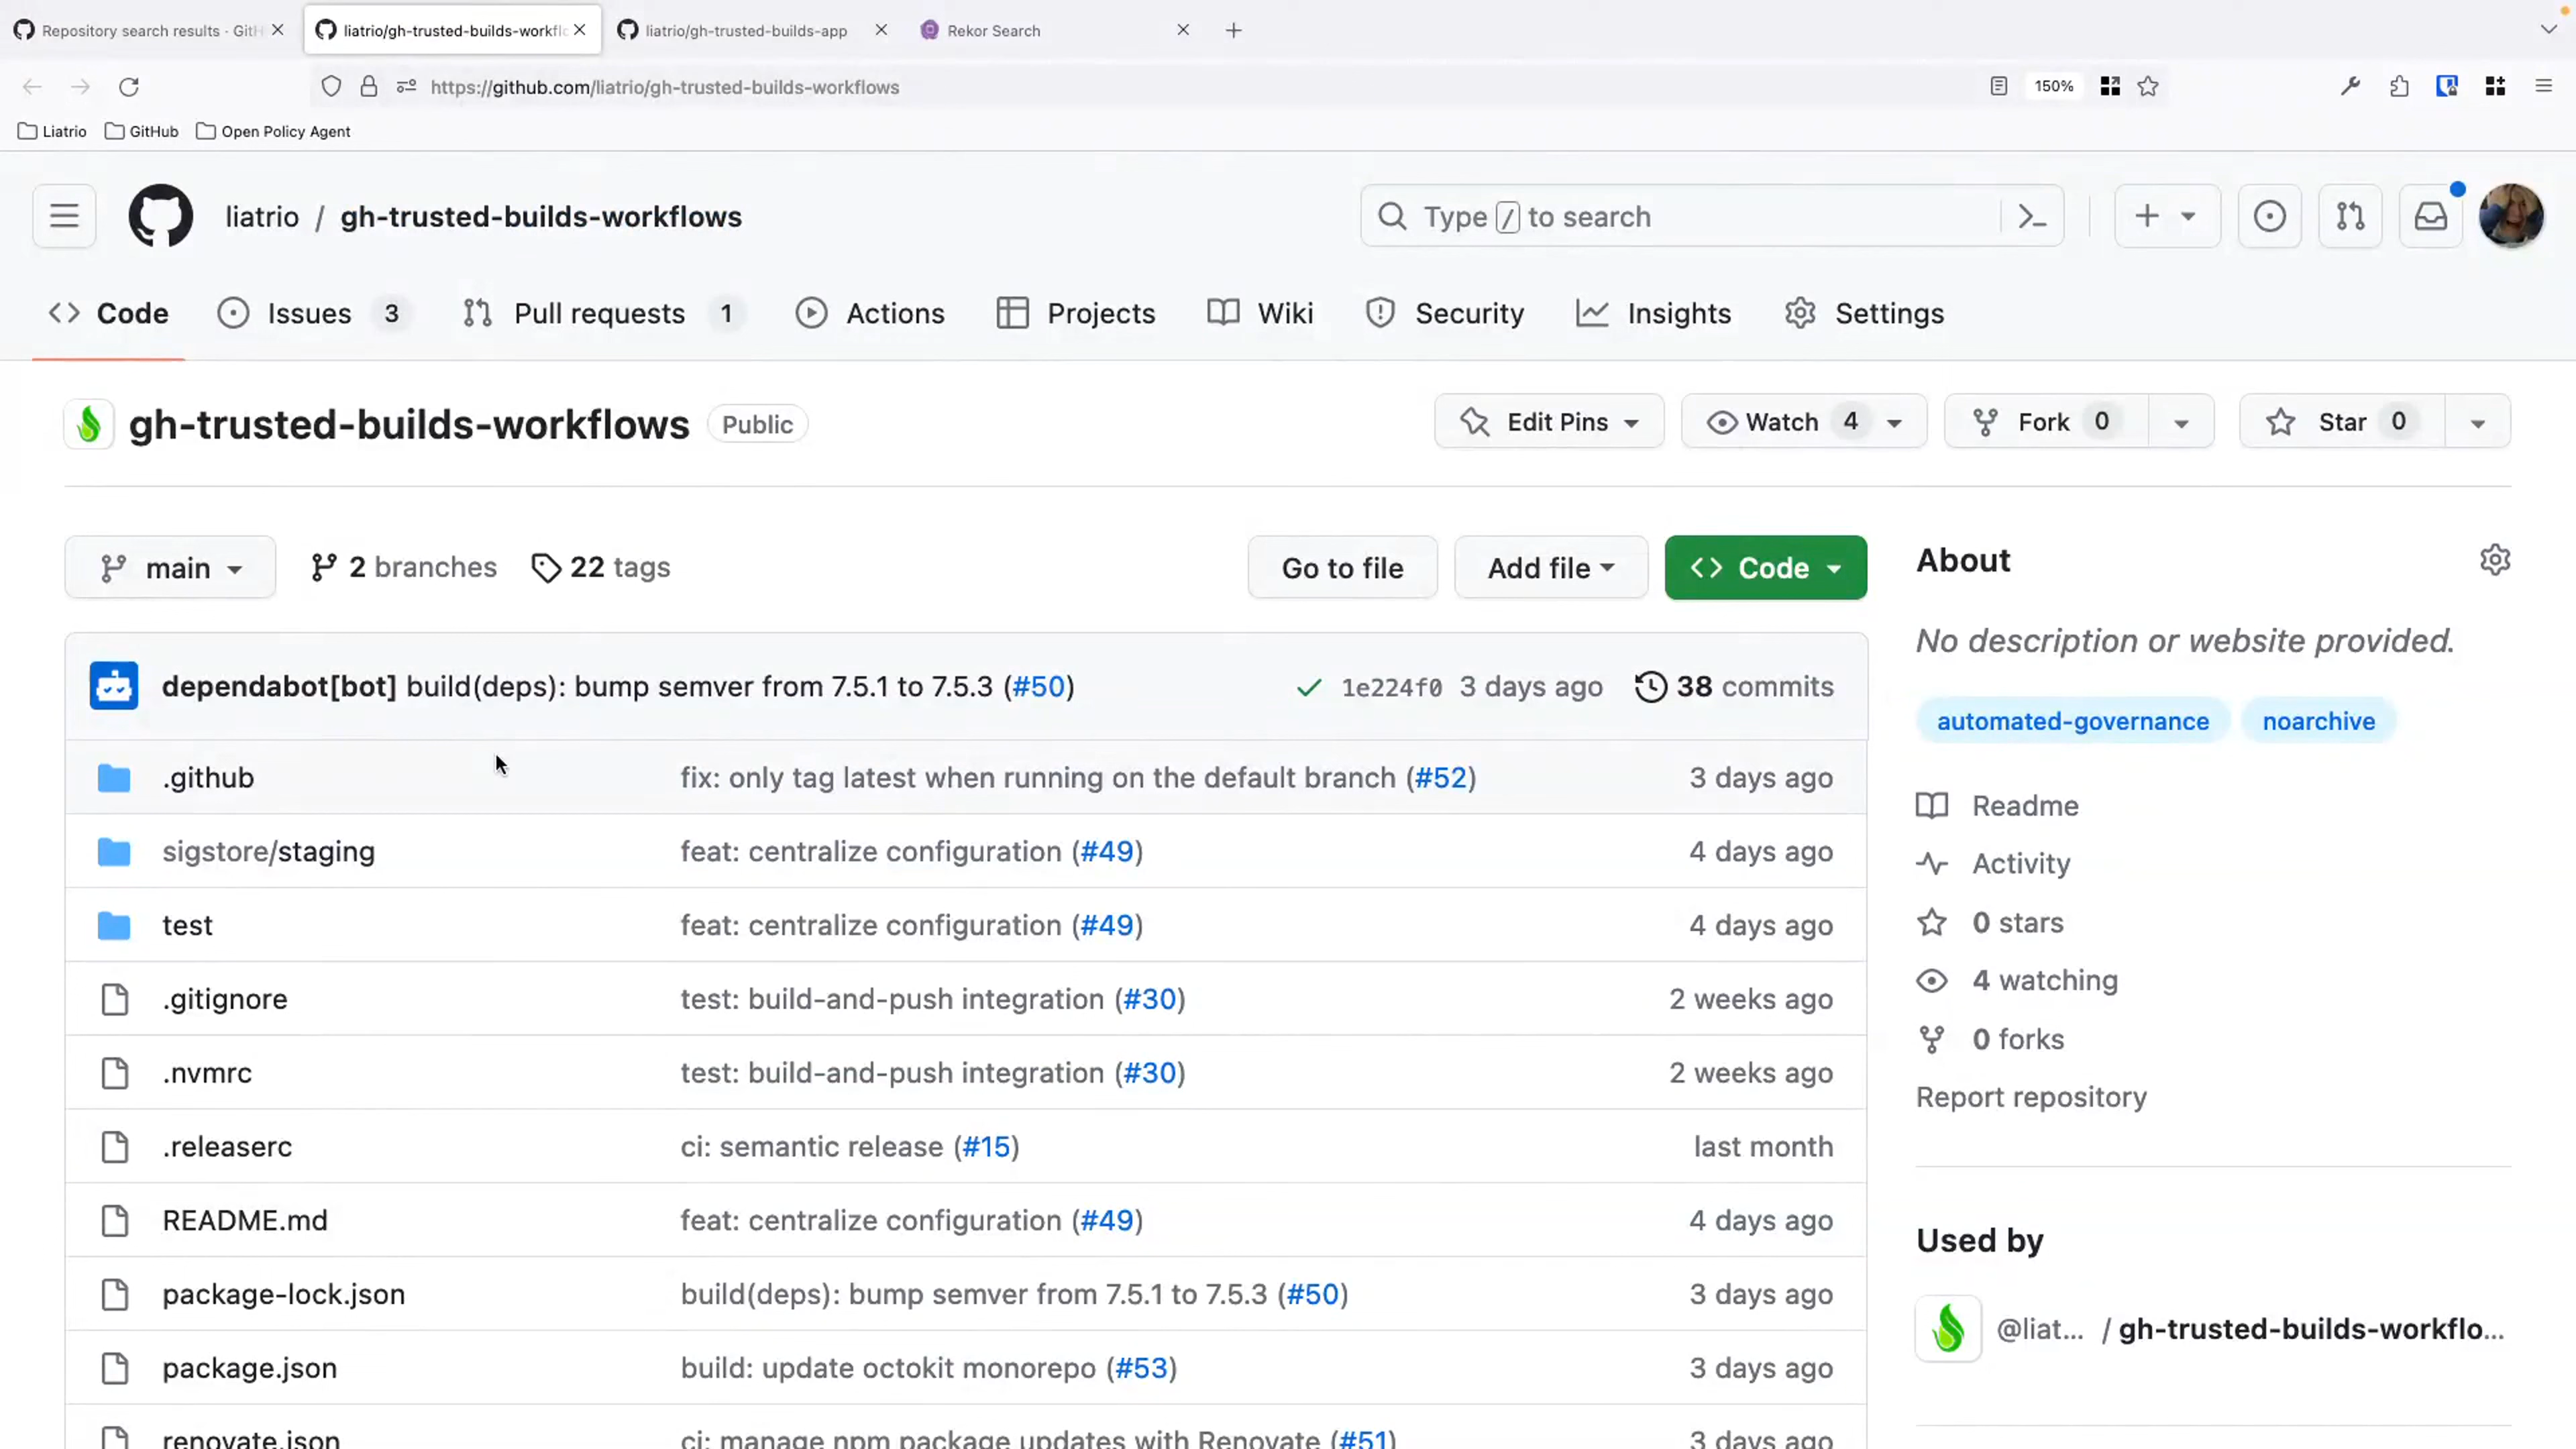 Repository search results · GitH
liatrio/gh-trusted-builds-workflo
liatrio/gh-trusted-builds-app
Rekor Search
https://github.com/liatrio/gh-trusted-builds-workflows
150%
Liatrio
GitHub
Open Policy Agent
liatrio / gh-trusted-builds-workflows
Type / to search
Code
Issues 3
Pull requests 1
Actions
Projects
Wiki
Security
Insights
Settings
gh-trusted-builds-workflows Public
Edit Pins
Watch 4
Fork 0
Star 0
main
2 branches
22 tags
Go to file
Add file
Code
dependabot[bot] build(deps): bump semver from 7.5.1 to 7.5.3 (#50)
1e224f0 3 days ago
38 commits
.github fix: only tag latest when running on the default branch (#52) 3 days ago
sigstore/staging feat: centralize configuration (#49) 4 days ago
test feat: centralize configuration (#49) 4 days ago
.gitignore test: build-and-push integration (#30) 2 weeks ago
.nvmrc test: build-and-push integration (#30) 2 weeks ago
.releaserc ci: semantic release (#15) last month
README.md feat: centralize configuration (#49) 4 days ago
package-lock.json build(deps): bump semver from 7.5.1 to 7.5.3 (#50) 3 days ago
package.json build: update octokit monorepo (#53) 3 days ago
renovate.json ci: manage npm package updates with Renovate (#51) 3 days ago
About
No description or website provided.
automated-governance noarchive
Readme
Activity
0 stars
4 watching
0 forks
Report repository
Used by
@liat... / gh-trusted-builds-workflo...